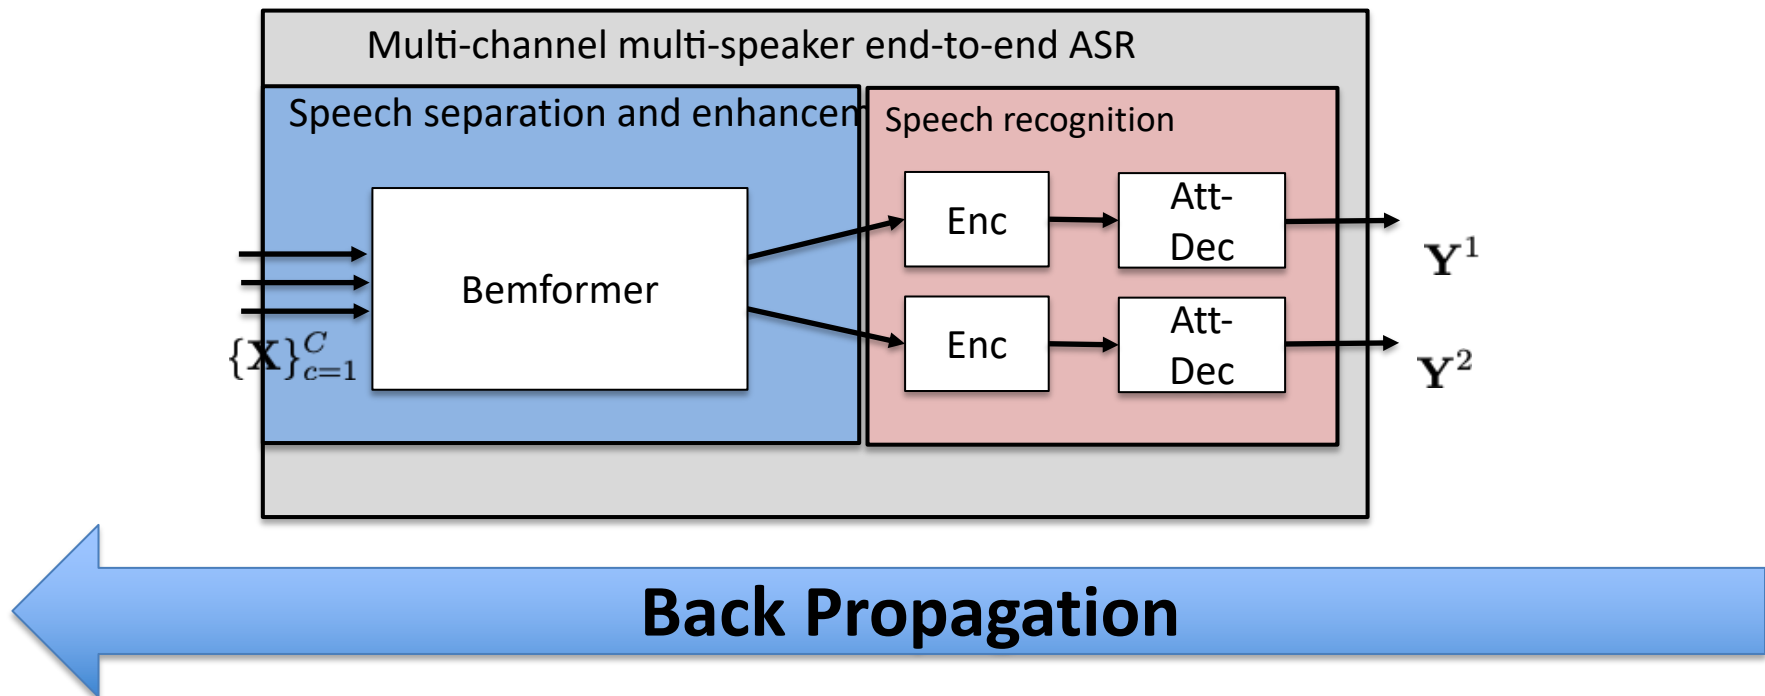 Multi-channel multi-speaker end-to-end ASR
Speech separation and enhancem
Speech recognition
Enc
Att-
Dec
Bemformer
Enc
Att-
Dec
{X}_{c=1}^{C}
Y^1
Y^2
Back Propagation